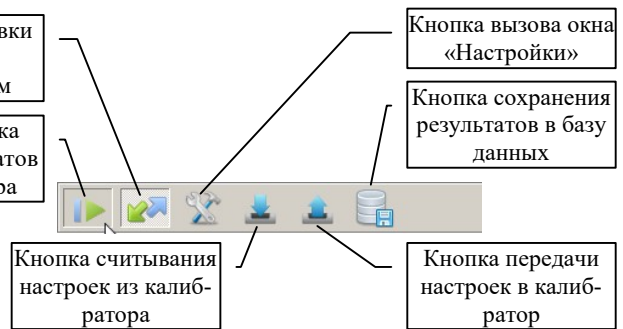 Кнопка вызова окна
«Настройки»
Кнопка сохранения
результатов в базу
данных
Кнопка считывания
настроек из калиб-
ратора
Кнопка передачи
настроек в калиб-
ратор